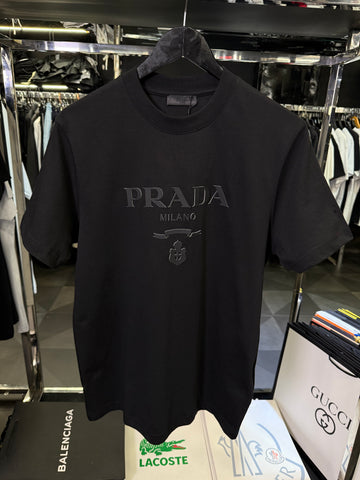 PRADA
MILANO
BALENCIAGA
LACOSTE
GUCCI